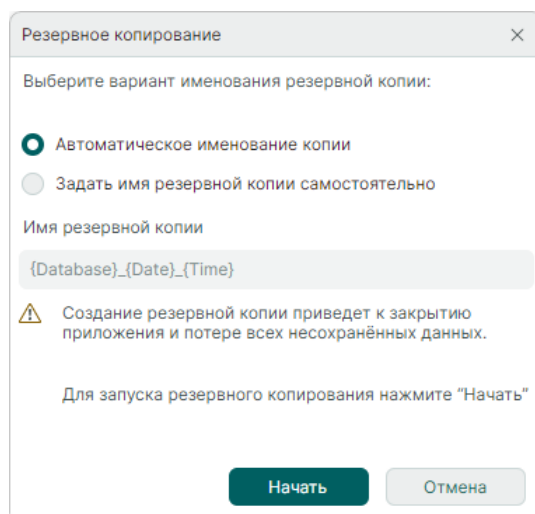 Резервное копирование
Выберите вариант именования резервной копии:
Автоматическое именование копии
Задать имя резервной копии самостоятельно
Имя резервной копии
{Database}_{Date}_{Time}
Создание резервной копии приведет к закрытию
приложения и потере всех несохранённых данных.
Для запуска резервного копирования нажмите "Начать"
Начать
Отмена